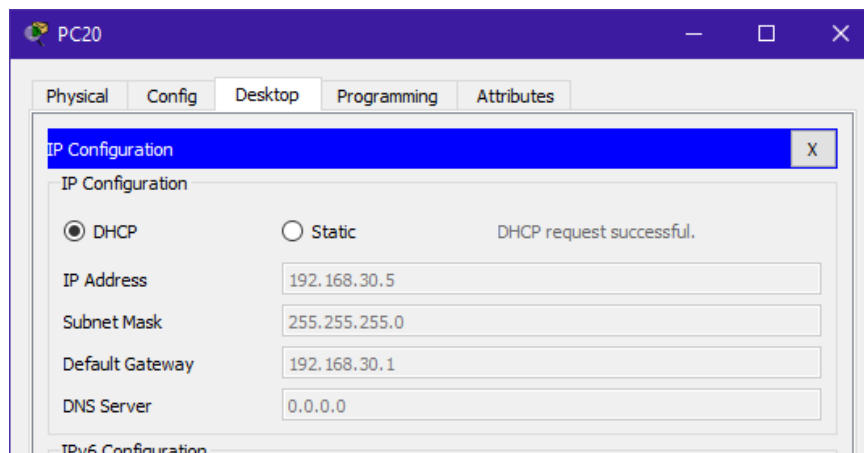 PC20
Physical Config Desktop Programming Attributes
IP Configuration X
IP Configuration
DHCP Static DHCP request successful.
IP Address 192.168.30.5
Subnet Mask 255.255.255.0
Default Gateway 192.168.30.1
DNS Server 0.0.0.0
IPv6 Configuration